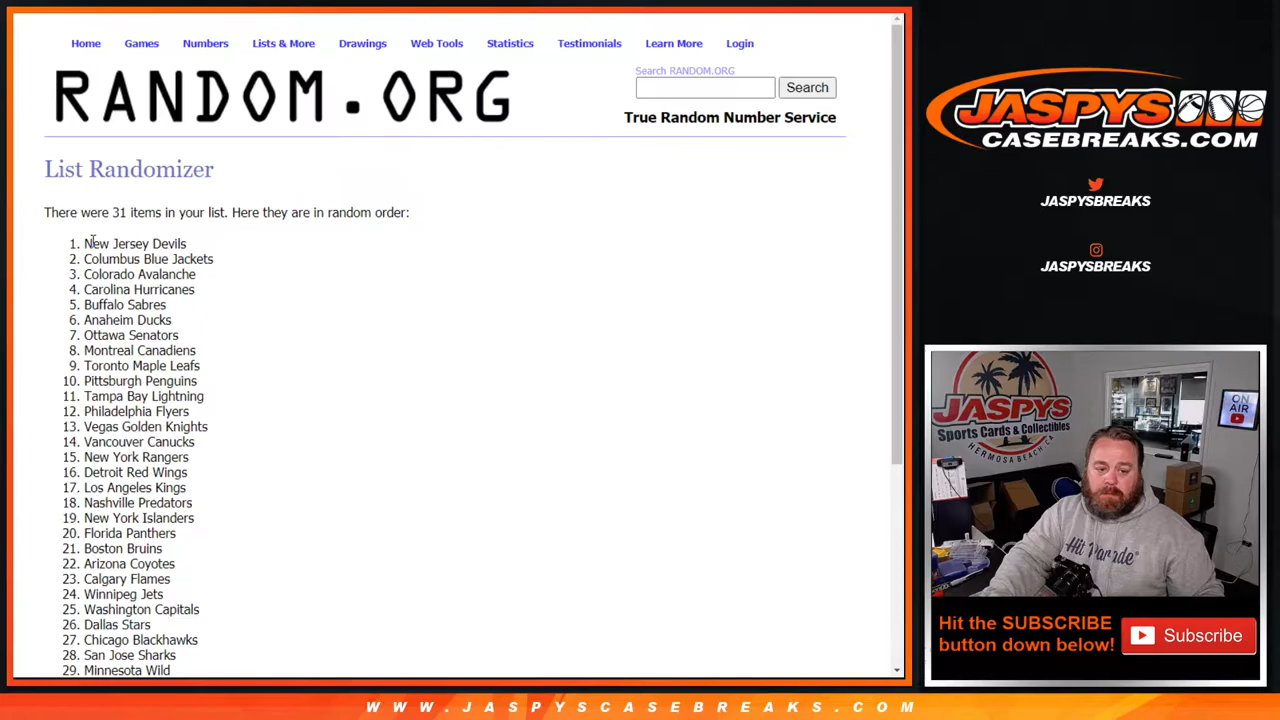 Home Games Numbers Lists & More Drawings Web Tools Statistics Testimonials Learn More Login
RANDOM.ORG
Search RANDOM.ORG
Search
True Random Number Service
List Randomizer
There were 31 items in your list. Here they are in random order:
1. New Jersey Devils
2. Columbus Blue Jackets
3. Colorado Avalanche
4. Carolina Hurricanes
5. Buffalo Sabres
6. Anaheim Ducks
7. Ottawa Senators
8. Montreal Canadiens
9. Toronto Maple Leafs
10. Pittsburgh Penguins
11. Tampa Bay Lightning
12. Philadelphia Flyers
13. Vegas Golden Knights
14. Vancouver Canucks
15. New York Rangers
16. Detroit Red Wings
17. Los Angeles Kings
18. Nashville Predators
19. New York Islanders
20. Florida Panthers
21. Boston Bruins
22. Arizona Coyotes
23. Calgary Flames
24. Winnipeg Jets
25. Washington Capitals
26. Dallas Stars
27. Chicago Blackhawks
28. San Jose Sharks
29. Minnesota Wild
JASPYS
CASEBREAKS.COM
JASPYSBREAKS
JASPYSBREAKS
JASPYS
Sports Cards & Collectibles
HERMOSA BEACH, CA
ON AIR
Hit Parade
Hit the SUBSCRIBE
button down below!
Subscribe
WWW.JASPYSCASEBREAKS.COM